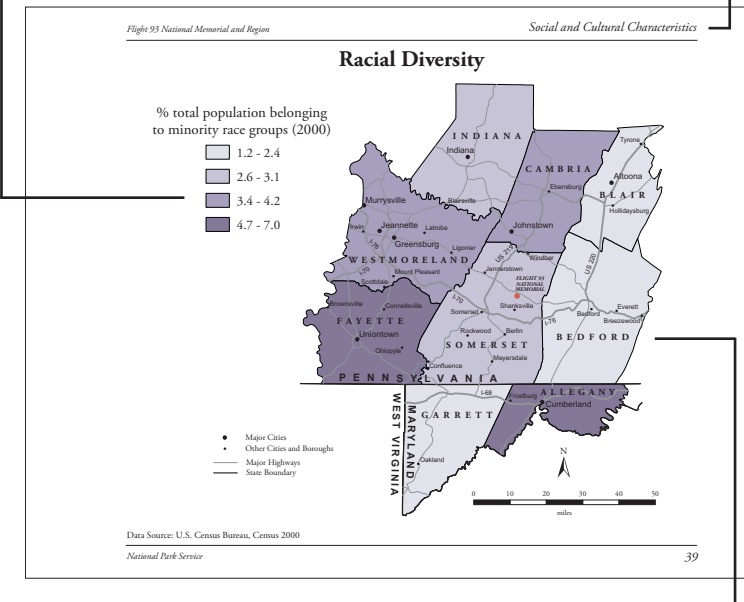 Flight 93 National Memorial and Region
Social and Cultural Characteristics
Racial Diversity
% total population belonging
to minority race groups (2000)
1.2 - 2.4
2.6 - 3.1
3.4 - 4.2
4.7 - 7.0
INDIANA
Indiana
Blairsville
CAMBRIA
Ebensburg
Johnstown
Tyrone
Altoona
BLAIR
Hollidaysburg
Murrysville
Irwin
Jeannette
Latrobe
I-76
Greensburg
Ligonier
WESTMORELAND
I-70
Mount Pleasant
Scottdale
US 219
Windber
Jennerstown
FLIGHT 93
NATIONAL
MEMORIAL
US 220
Brownsville
Connellsville
FAYETTE
Uniontown
Ohiopyle
I-70
Somerset
Shanksville
Rockwood
Berlin
SOMERSET
Meyersdale
Confluence
I-76
Bedford
Everett
Breezewood
BEDFORD
PENNSYLVANIA
WEST VIRGINIA
MARYLAND
I-68
GARRETT
Oakland
Frostburg
ALLEGANY
Cumberland
Major Cities
Other Cities and Boroughs
Major Highways
State Boundary
N
0 10 20 30 40 50
miles
Data Source: U.S. Census Bureau, Census 2000
National Park Service
39